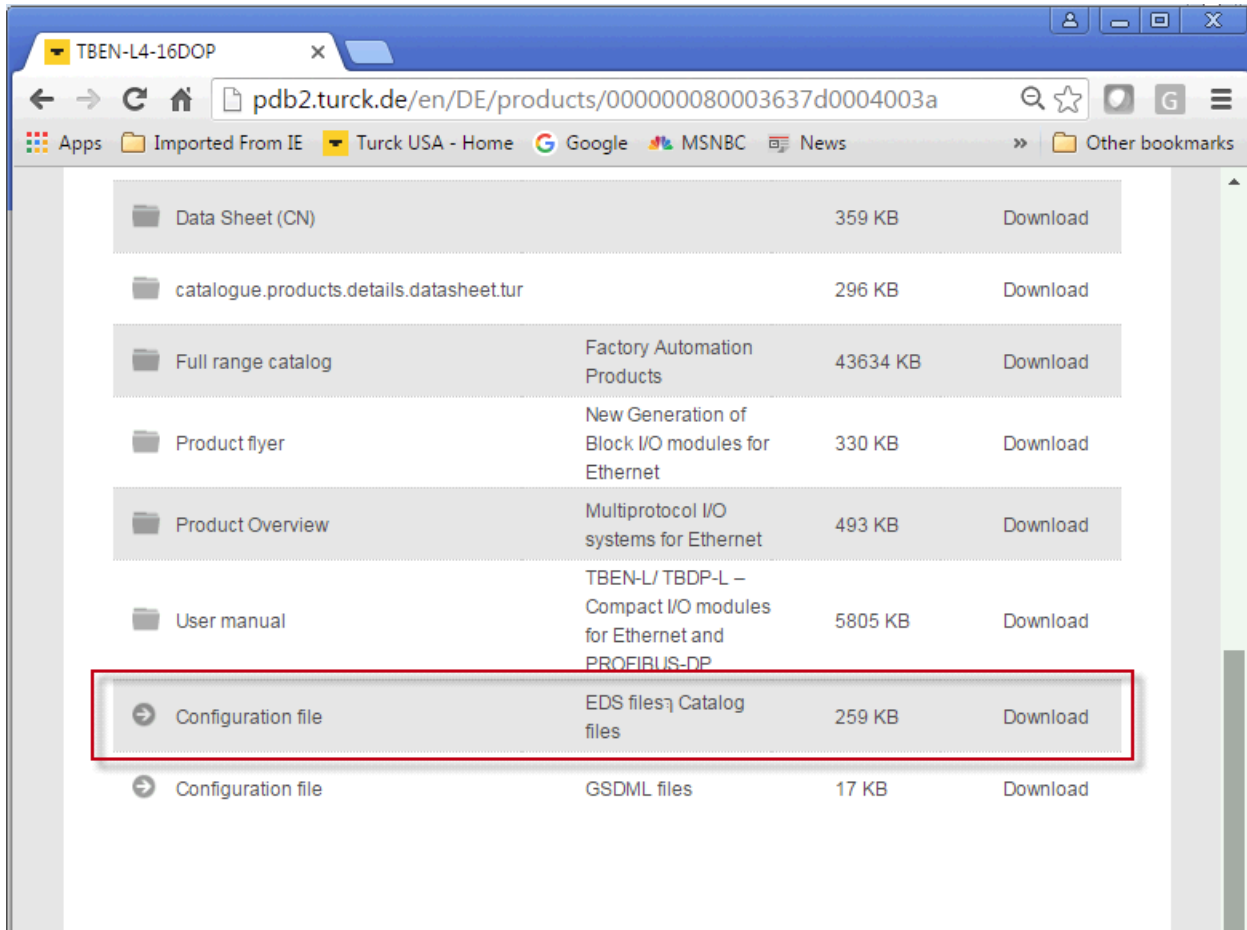 TBEN-L4-16DOP
pdb2.turck.de/en/DE/products/000000080003637d0004003a
Apps Imported From IE Turck USA - Home Google MSNBC News » Other bookmarks
Data Sheet (CN) 359 KB Download
catalogue.products.details.datasheet.tur 296 KB Download
Full range catalog Factory Automation Products 43634 KB Download
Product flyer New Generation of Block I/O modules for Ethernet 330 KB Download
Product Overview Multiprotocol I/O systems for Ethernet 493 KB Download
User manual TBEN-L/ TBDP-L – Compact I/O modules for Ethernet and PROFIBUS-DP 5805 KB Download
Configuration file EDS files Catalog files 259 KB Download
Configuration file GSDML files 17 KB Download